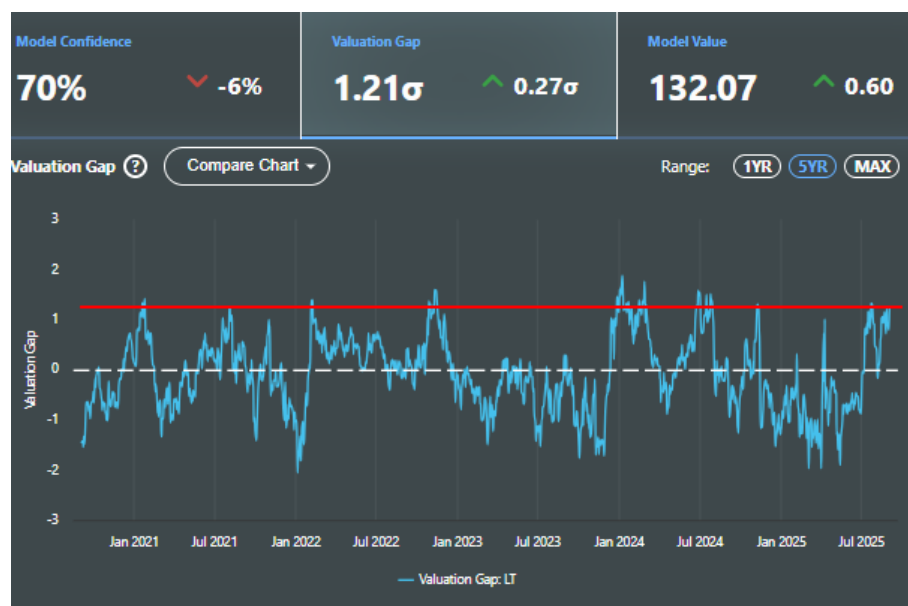 Model Confidence
70% -6%
Valuation Gap
1.21σ 0.27σ
Model Value
132.07 0.60
Valuation Gap ? Compare Chart Range: 1YR 5YR MAX
3
2
1
0
-1
-2
-3
Valuation Gap
Jan 2021 Jul 2021 Jan 2022 Jul 2022 Jan 2023 Jul 2023 Jan 2024 Jul 2024 Jan 2025 Jul 2025
Valuation Gap: LT